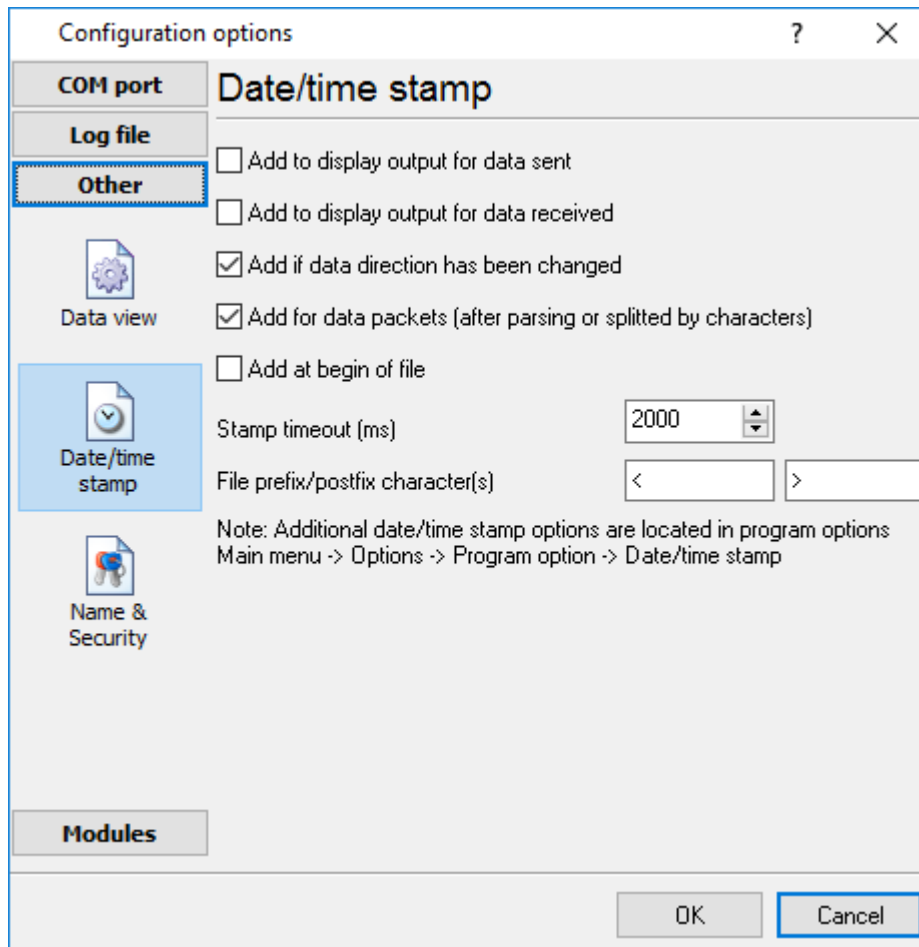 Configuration options
?
COM port
Log file
Other
Data view
Date/time
stamp
Name &
Security
Modules
Date/time stamp
Add to display output for data sent
Add to display output for data received
Add if data direction has been changed
Add for data packets (after parsing or splitted by characters)
Add at begin of file
Stamp timeout (ms) 2000
File prefix/postfix character(s) < >
Note: Additional date/time stamp options are located in program options
Main menu -> Options -> Program option -> Date/time stamp
OK Cancel